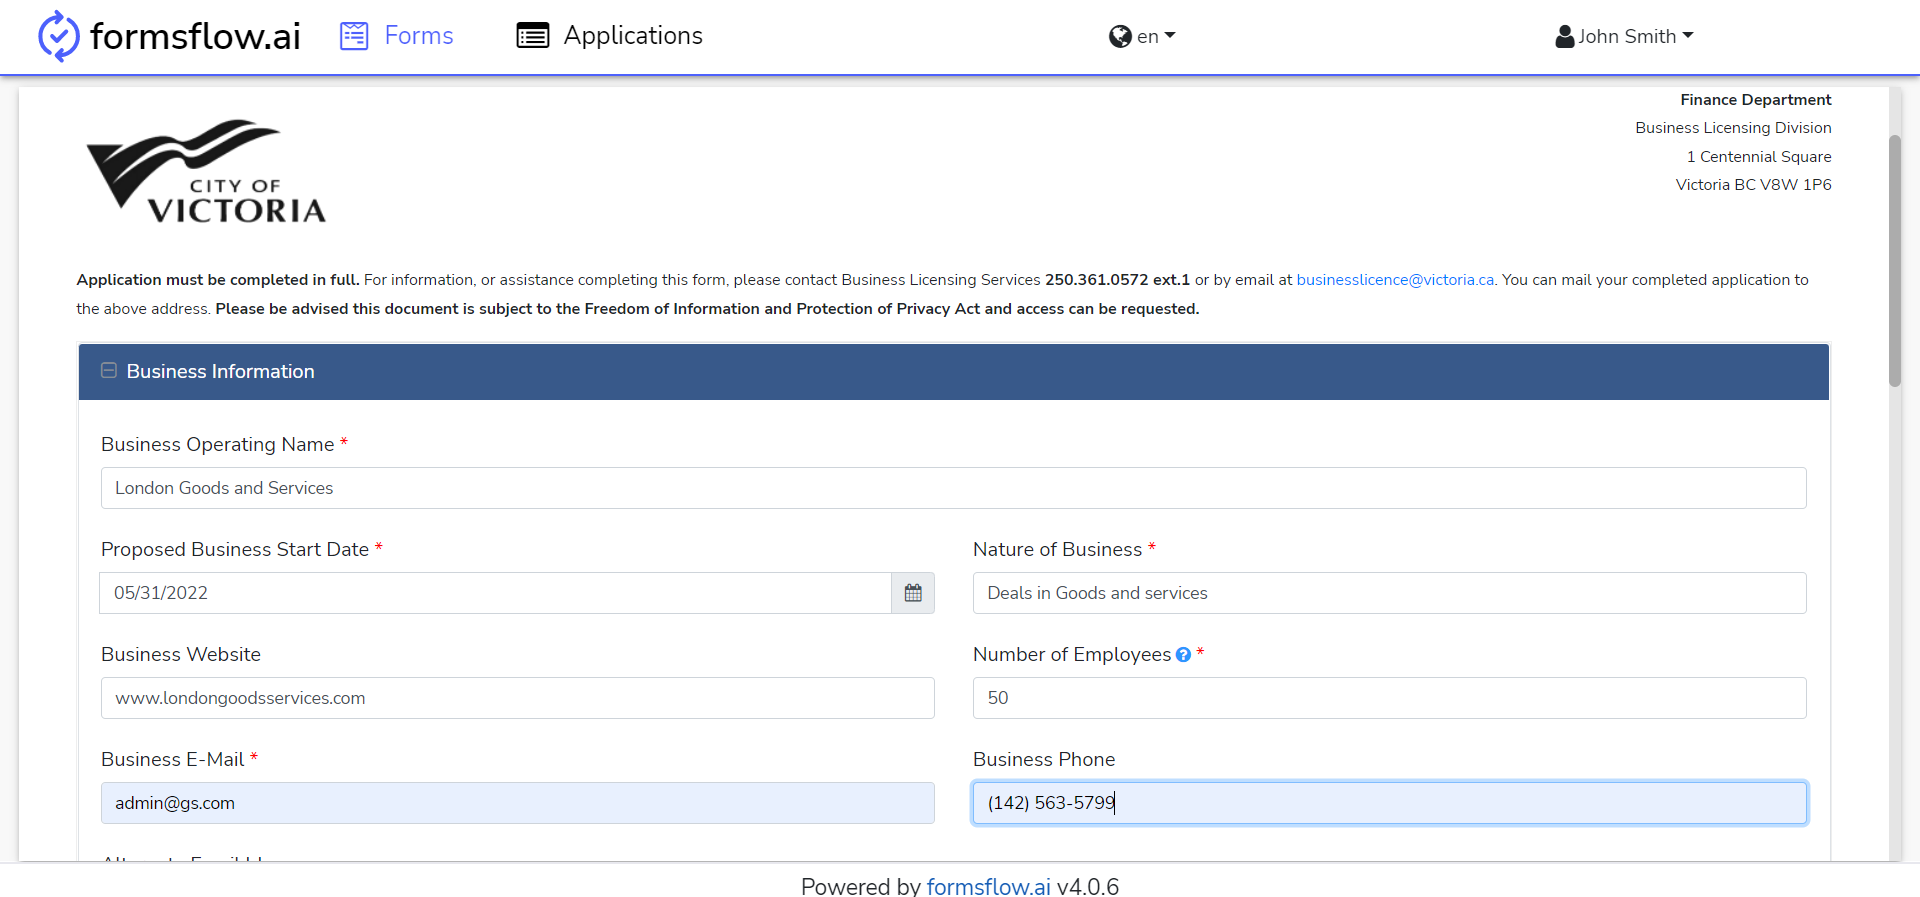 formsflow.ai
Forms
Applications
en
John Smith
CITY OF
VICTORIA
Finance Department
Business Licensing Division
1 Centennial Square
Victoria BC V8W 1P6
Application must be completed in full. For information, or assistance completing this form, please contact Business Licensing Services 250.361.0572 ext.1 or by email at businesslicence@victoria.ca. You can mail your completed application to
the above address. Please be advised this document is subject to the Freedom of Information and Protection of Privacy Act and access can be requested.
Business Information
Business Operating Name *
London Goods and Services
Proposed Business Start Date *
05/31/2022
Nature of Business *
Deals in Goods and services
Business Website
www.londongoodsservices.com
Number of Employees ? *
50
Business E-Mail *
admin@gs.com
Business Phone
(142) 563-5799
Powered by formsflow.ai v4.0.6